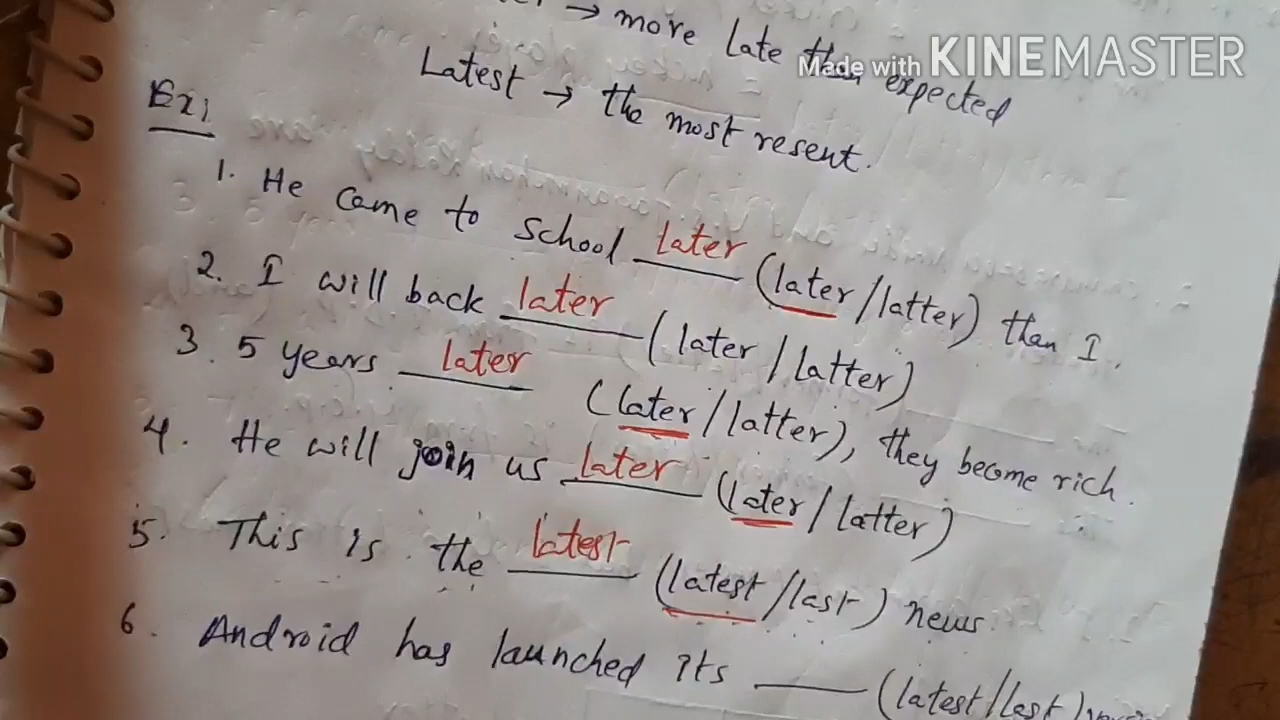 → more late than expected
Made with KINEMASTER
Latest → the most resent.
Ex:
1. He came to school later (later/latter) than I.
2. I will back later (later/latter)
3. 5 years later (later/latter), they become rich.
4. He will join us later (later/latter)
5. This is the latest (latest/last) news
6. Android has launched its ____ (latest/last)